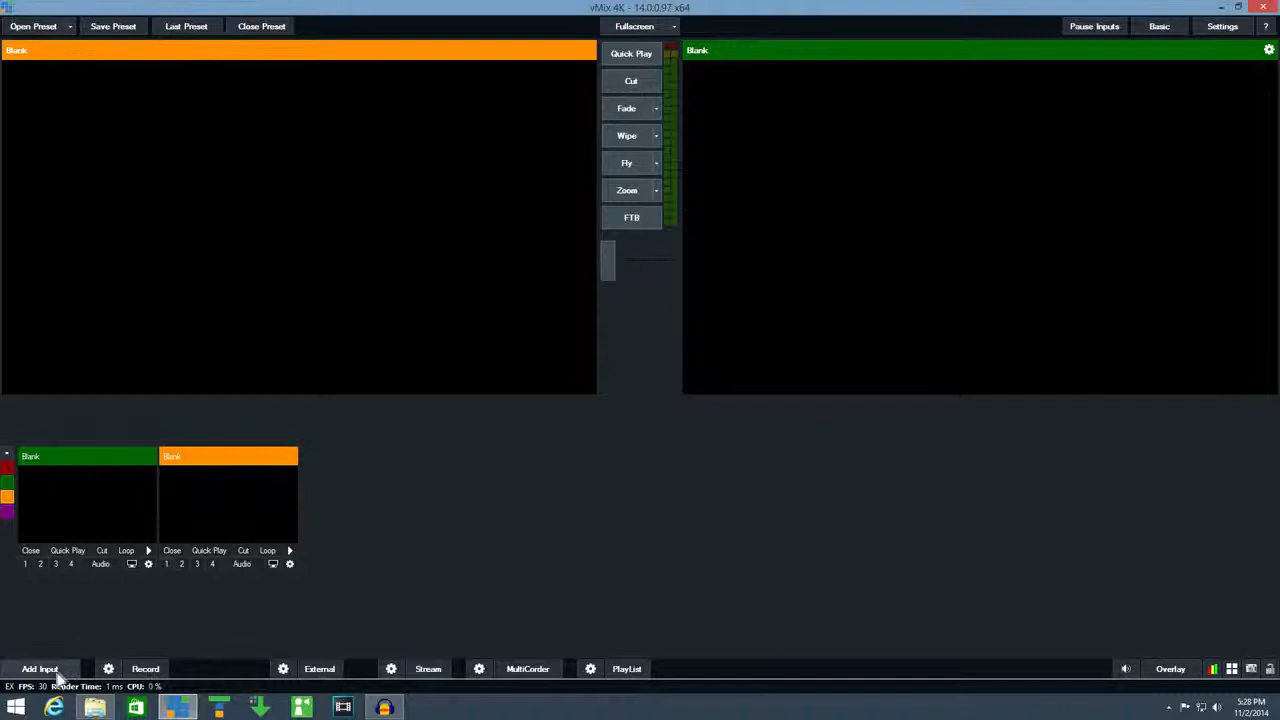 vMix 4K - 14.0.0.97 x64
Open Preset Save Preset Last Preset Close Preset Fullscreen Pause Inputs Basic Settings ?
Blank
Blank
Quick Play
Cut
Fade
Wipe
Fly
Zoom
FTB
Blank Blank
Close Quick Play Cut Loop Close Quick Play Cut Loop
1 2 3 4 Audio 1 2 3 4 Audio
Add Input Record External Stream MultiCorder PlayList Overlay
EX FPS: 30 Render Time: 1 ms CPU: 0 %
5:28 PM
11/2/2014